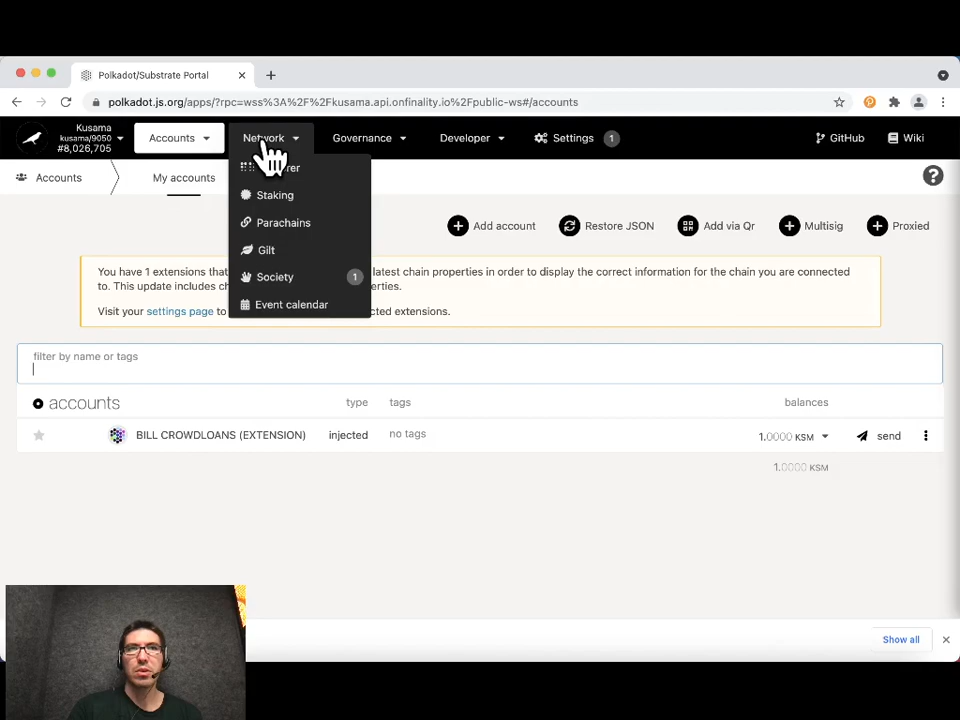 Polkadot/Substrate Portal
polkadot.js.org/apps/?rpc=wss%3A%2F%2Fkusama.api.onfinality.io%2Fpublic-ws#/accounts
Kusama
kusama/9050
#8,026,705
Accounts
Network
Governance
Developer
Settings 1
GitHub
Wiki
Accounts
My accounts
Staking
Parachains
Gilt
Society 1
Event calendar
Add account
Restore JSON
Add via Qr
Multisig
Proxied
You have 1 extensions that latest chain properties in order to display the correct information for the chain you are connected
to. This update includes ch perties.
Visit your settings page to cted extensions.
filter by name or tags
accounts type tags balances
BILL CROWDLOANS (EXTENSION) injected no tags 1.0000 KSM send
1.0000 KSM
Show all